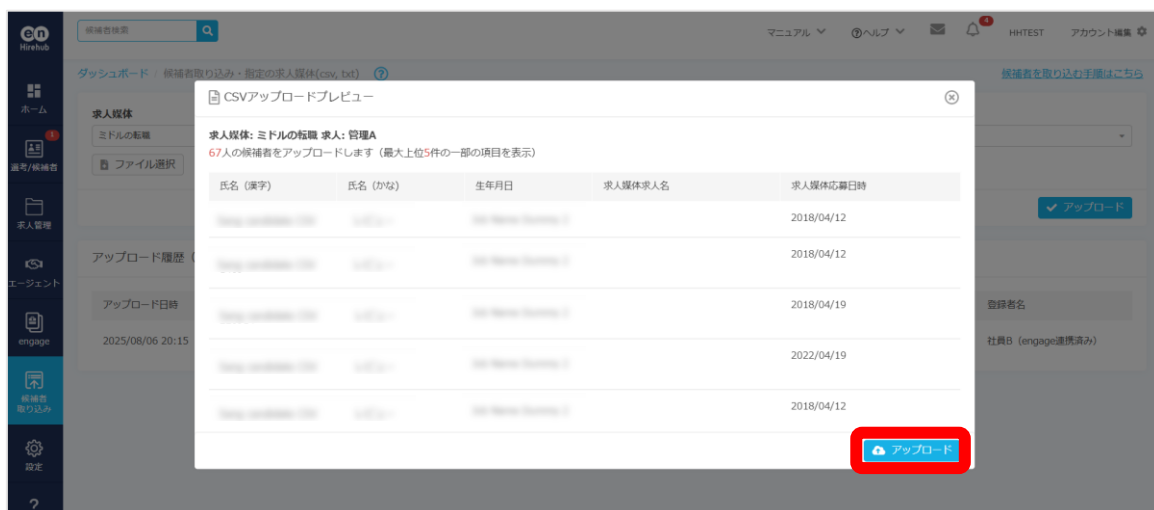 en
Hirehub
候補者検索
マニュアル
?ヘルプ
4
HHTEST
アカウント編集
ホーム
1
選考/候補者
求人管理
エージェント
engage
候補者
取り込み
設定
?
ダッシュボード / 候補者取り込み・指定の求人媒体(csv, txt) ?
候補者を取り込む手順はこちら
求人媒体
ミドルの転職
ファイル選択
アップロード
アップロード履歴
アップロード日時
登録者名
2025/08/06 20:15
社員B（engage連携済み）
CSVアップロードプレビュー
求人媒体: ミドルの転職 求人: 管理A
67人の候補者をアップロードします（最大上位5件の一部の項目を表示）
氏名（漢字） 氏名（かな） 生年月日 求人媒体求人名 求人媒体応募日時
2018/04/12
2018/04/12
2018/04/19
2022/04/19
2018/04/12
アップロード